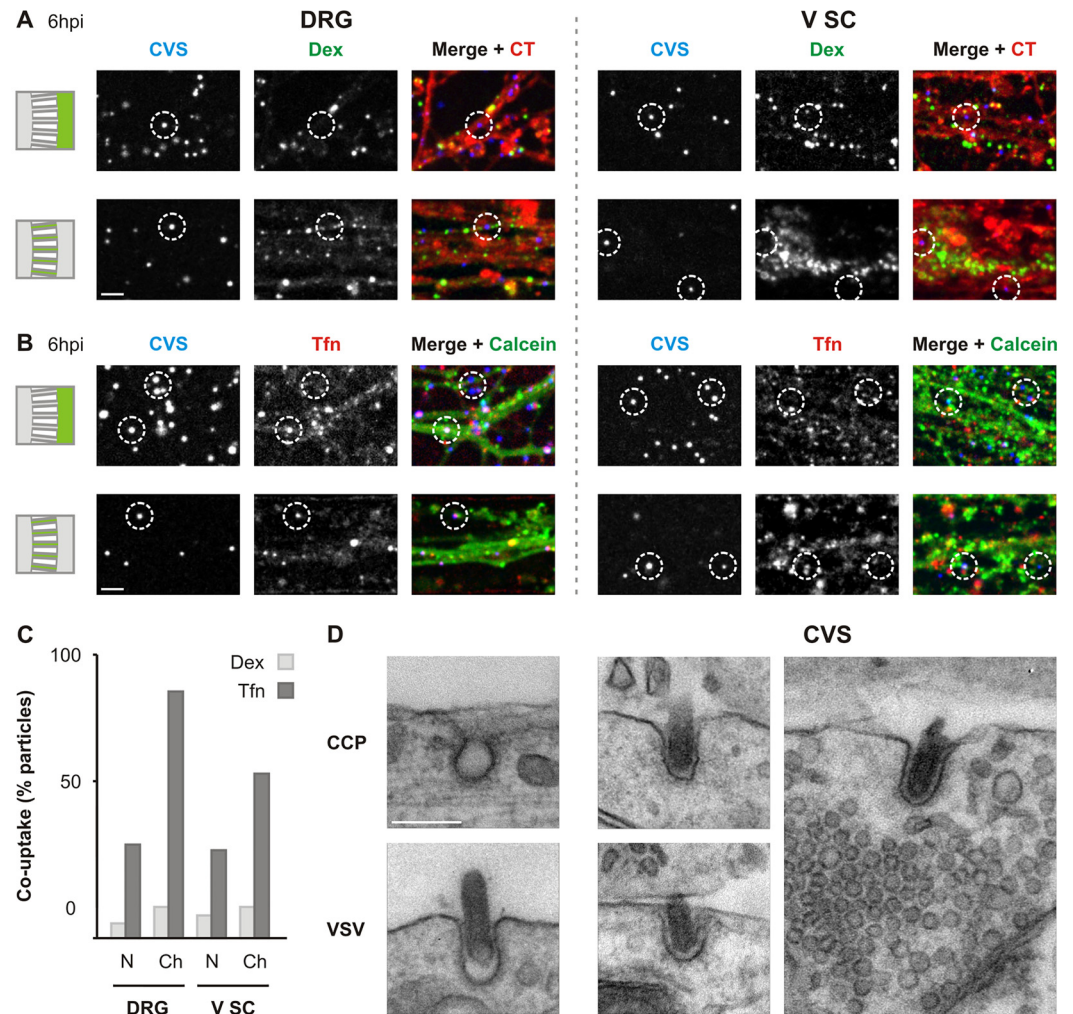 A 6hpi DRG V SC
CVS Dex Merge + CT CVS Dex Merge + CT
B 6hpi CVS Tfn Merge + Calcein CVS Tfn Merge + Calcein
C D CVS
100
Dex
Tfn
Co-uptake (% particles)
CCP
50
0
VSV
N Ch N Ch
DRG V SC